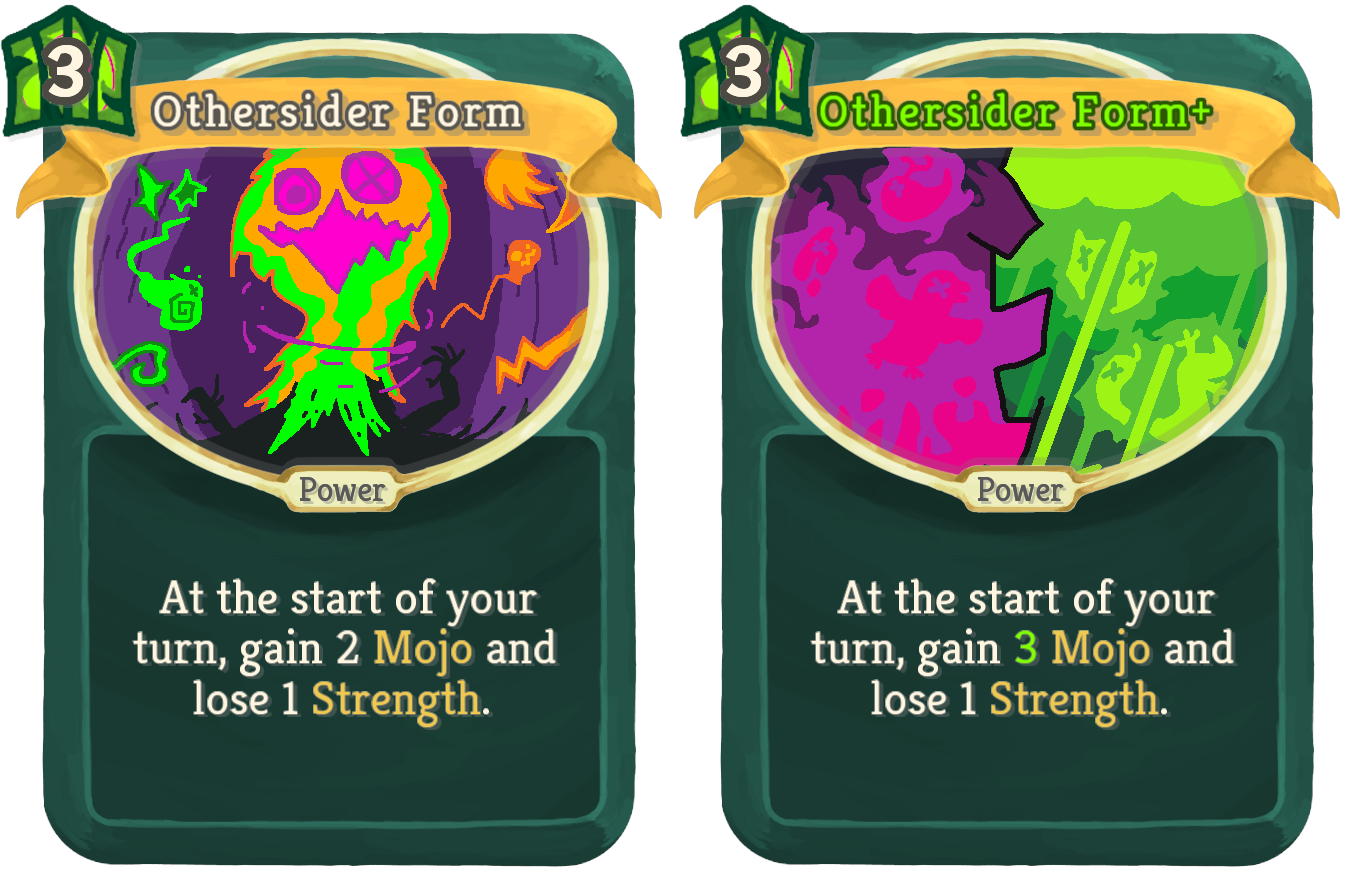 3
Othersider Form
Power
At the start of your
turn, gain 2 Mojo and
lose 1 Strength.
3
Othersider Form+
Power
At the start of your
turn, gain 3 Mojo and
lose 1 Strength.